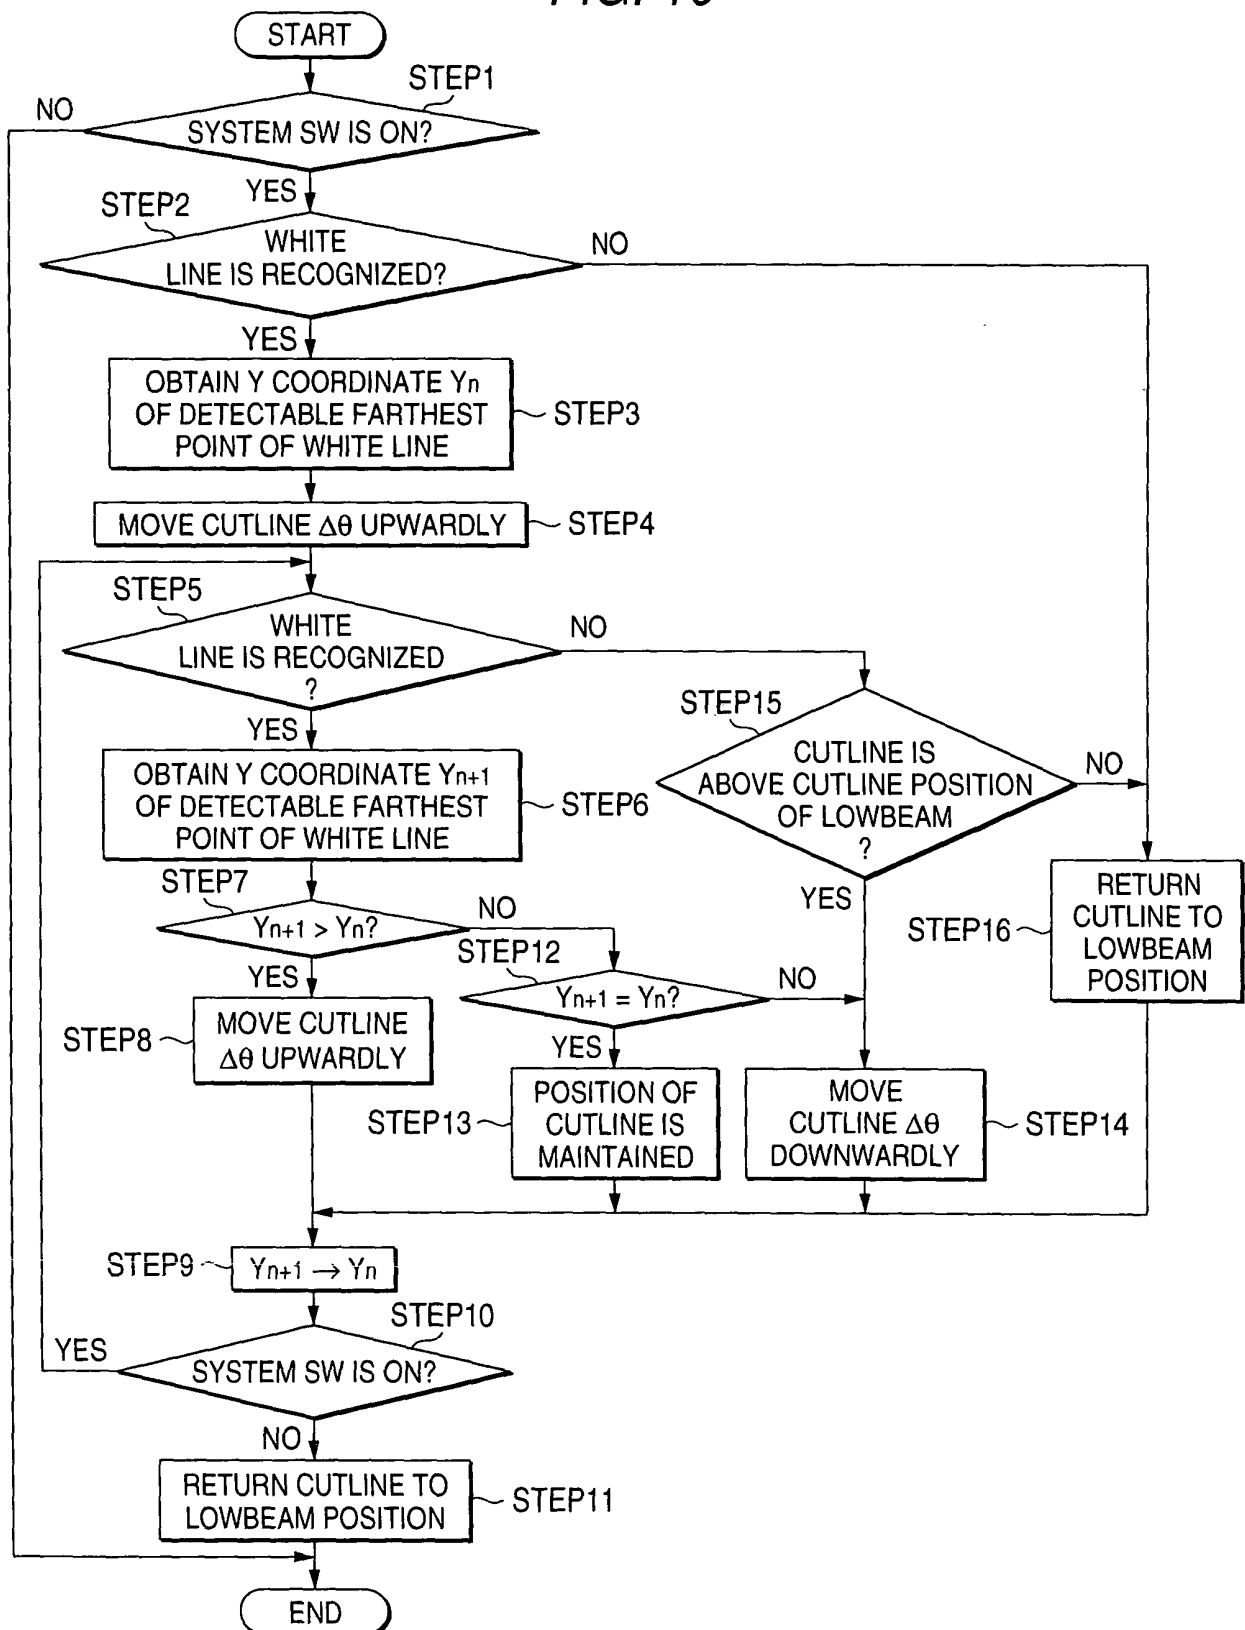 FIG. 10
START
STEP1
NO
SYSTEM SW IS ON?
YES
STEP2
WHITE
LINE IS RECOGNIZED?
NO
YES
OBTAIN Y COORDINATE Yn
OF DETECTABLE FARTHEST
POINT OF WHITE LINE
STEP3
MOVE CUTLINE Δθ UPWARDLY
STEP4
STEP5
WHITE
LINE IS RECOGNIZED
?
NO
YES
STEP15
CUTLINE IS
ABOVE CUTLINE POSITION
OF LOWBEAM
?
NO
YES
OBTAIN Y COORDINATE Yn+1
OF DETECTABLE FARTHEST
POINT OF WHITE LINE
STEP6
STEP7
Yn+1 > Yn?
NO
YES
STEP12
Yn+1 = Yn?
NO
YES
RETURN
CUTLINE TO
LOWBEAM
POSITION
STEP16
MOVE CUTLINE
Δθ UPWARDLY
STEP8
POSITION OF
CUTLINE IS
MAINTAINED
STEP13
MOVE
CUTLINE Δθ
DOWNWARDLY
STEP14
STEP9
Yn+1 → Yn
STEP10
YES
SYSTEM SW IS ON?
NO
RETURN CUTLINE TO
LOWBEAM POSITION
STEP11
END